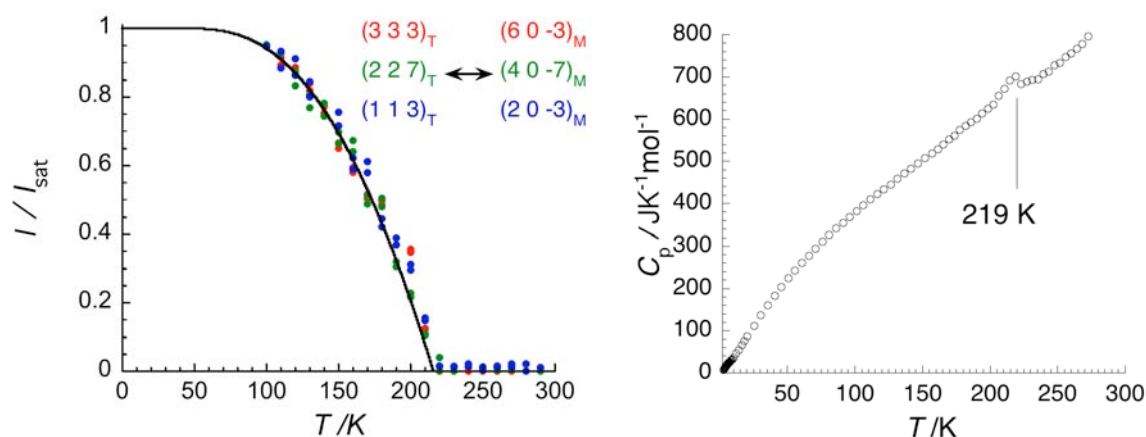 1
0.8
0.6
0.4
0.2
0
I / I_sat
0 50 100 150 200 250 300
T /K
(3 3 3)_T (6 0 -3)_M
(2 2 7)_T ⟷ (4 0 -7)_M
(1 1 3)_T (2 0 -3)_M
800
700
600
500
400
300
200
100
0
C_p / JK⁻¹mol⁻¹
50 100 150 200 250 300
T /K
219 K